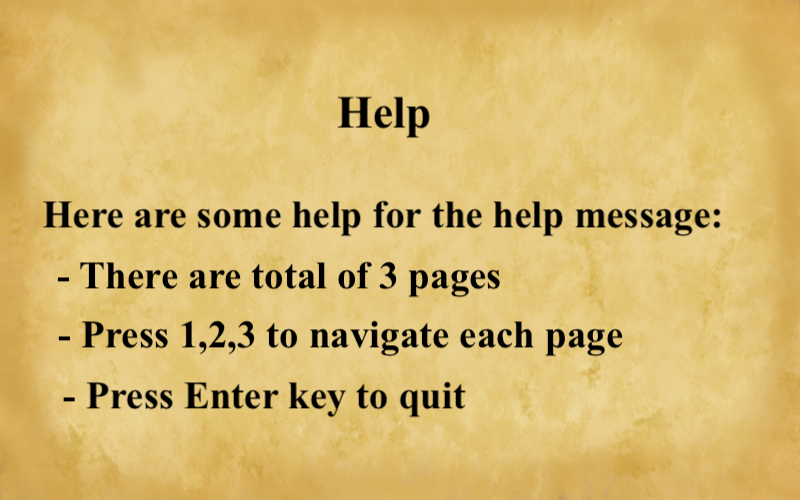 Help
Here are some help for the help message:
- There are total of 3 pages
- Press 1,2,3 to navigate each page
- Press Enter key to quit